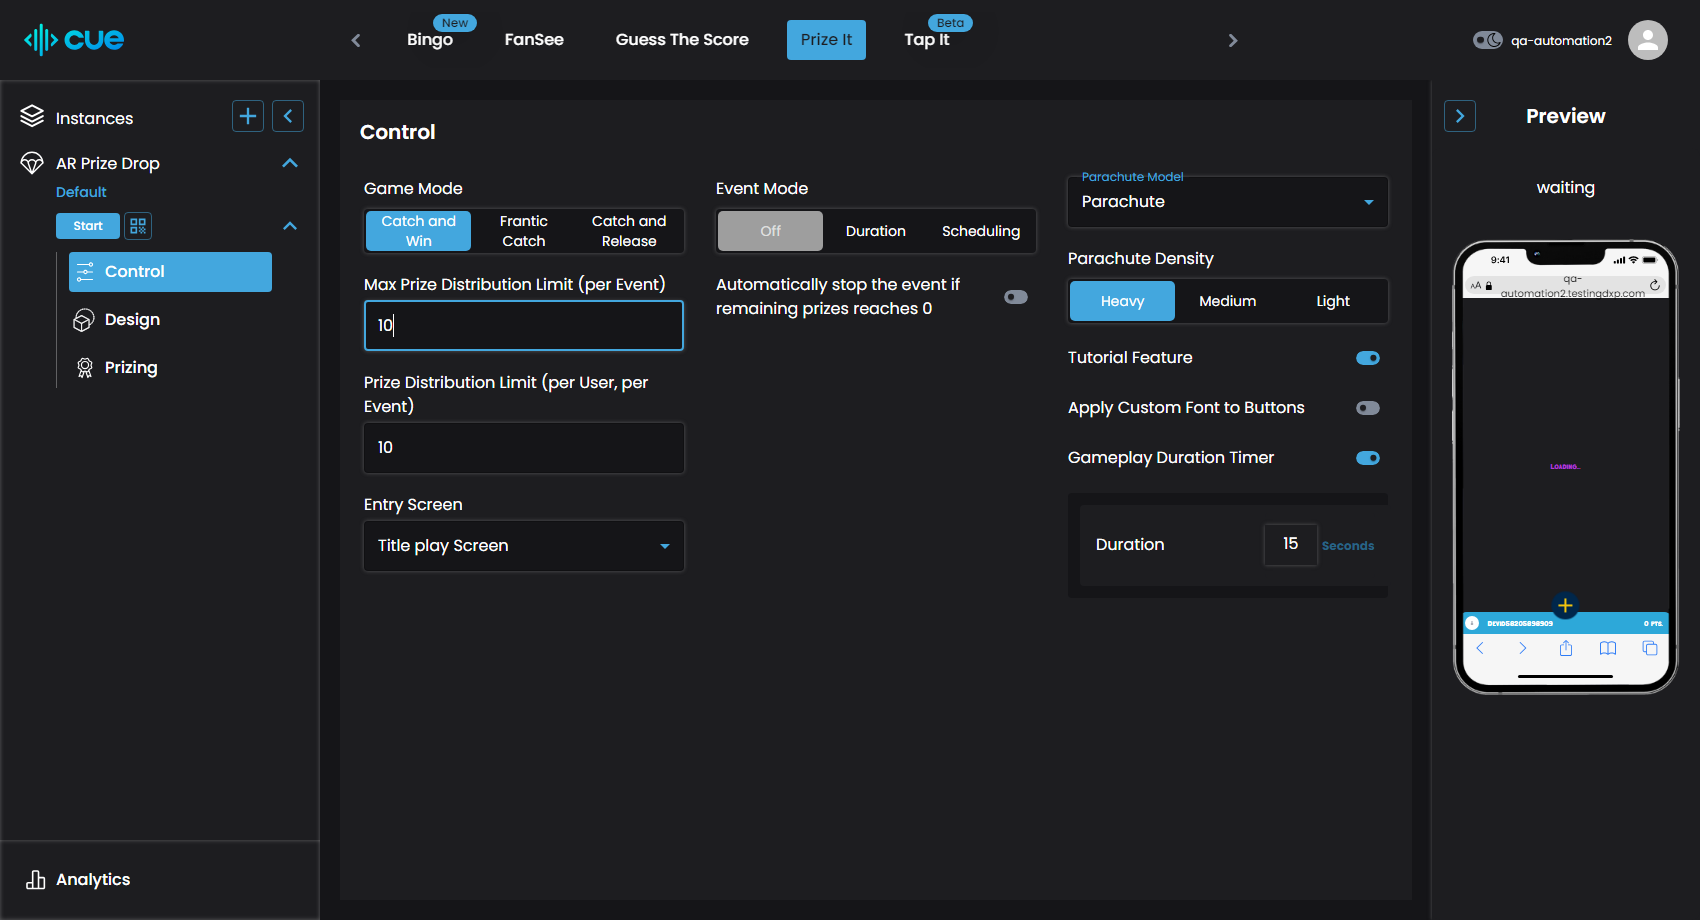 cue
New
Bingo
FanSee
Guess The Score
Prize It
Beta
Tap It
qa-automation2
Instances
AR Prize Drop
Default
Start
Control
Design
Prizing
Analytics
Control
Game Mode
Catch and
Win
Frantic
Catch
Catch and
Release
Max Prize Distribution Limit (per Event)
10
Prize Distribution Limit (per User, per
Event)
10
Entry Screen
Title play Screen
Event Mode
Off
Duration
Scheduling
Automatically stop the event if
remaining prizes reaches 0
Parachute Model
Parachute
Parachute Density
Heavy
Medium
Light
Tutorial Feature
Apply Custom Font to Buttons
Gameplay Duration Timer
Duration
15
Seconds
Preview
waiting
9:41
AA
qa-
automation2.testingdxp.com
Loading...
0 PTS.